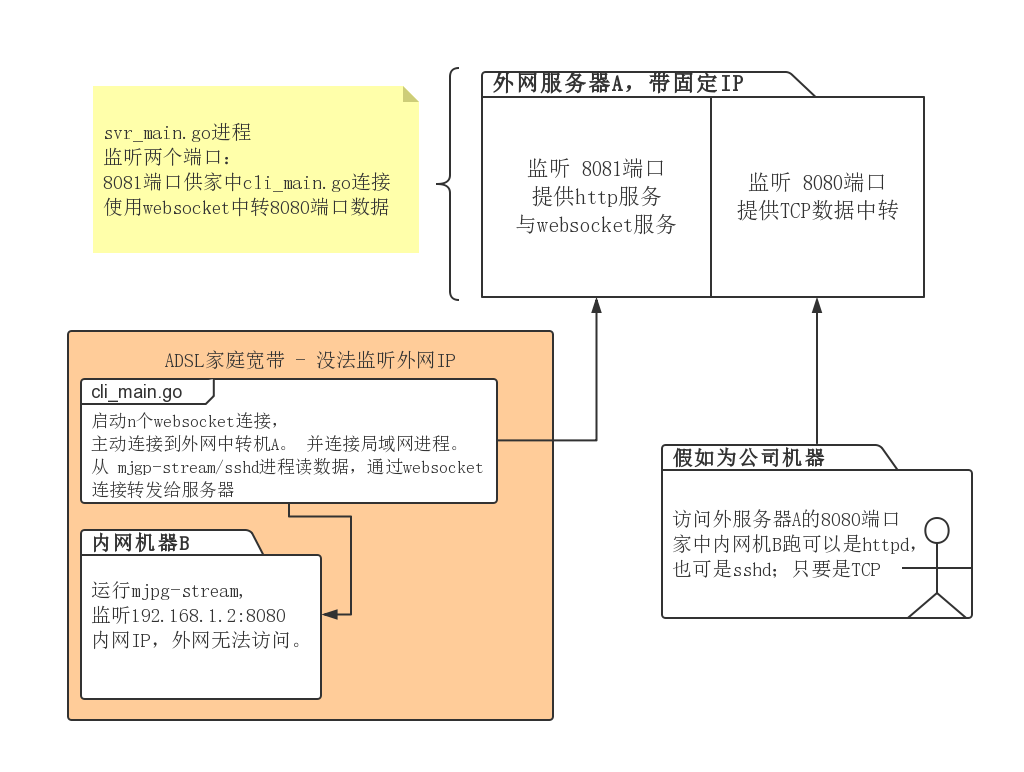 外网服务器A，带固定IP
svr_main.go进程
监听两个端口：
8081端口供家中cli_main.go连接
使用websocket中转8080端口数据
监听 8081端口
提供http服务
与websocket服务
监听 8080端口
提供TCP数据中转
ADSL家庭宽带 - 没法监听外网IP
cli_main.go
启动n个websocket连接，
主动连接到外网中转机A。 并连接局域网进程。
从 mjgp-stream/sshd进程读数据，通过websocket
连接转发给服务器
内网机器B
运行mjpg-stream,
监听192.168.1.2:8080
内网IP，外网无法访问。
假如为公司机器
访问外服务器A的8080端口
家中内网机B跑可以是httpd，
也可是sshd；只要是TCP